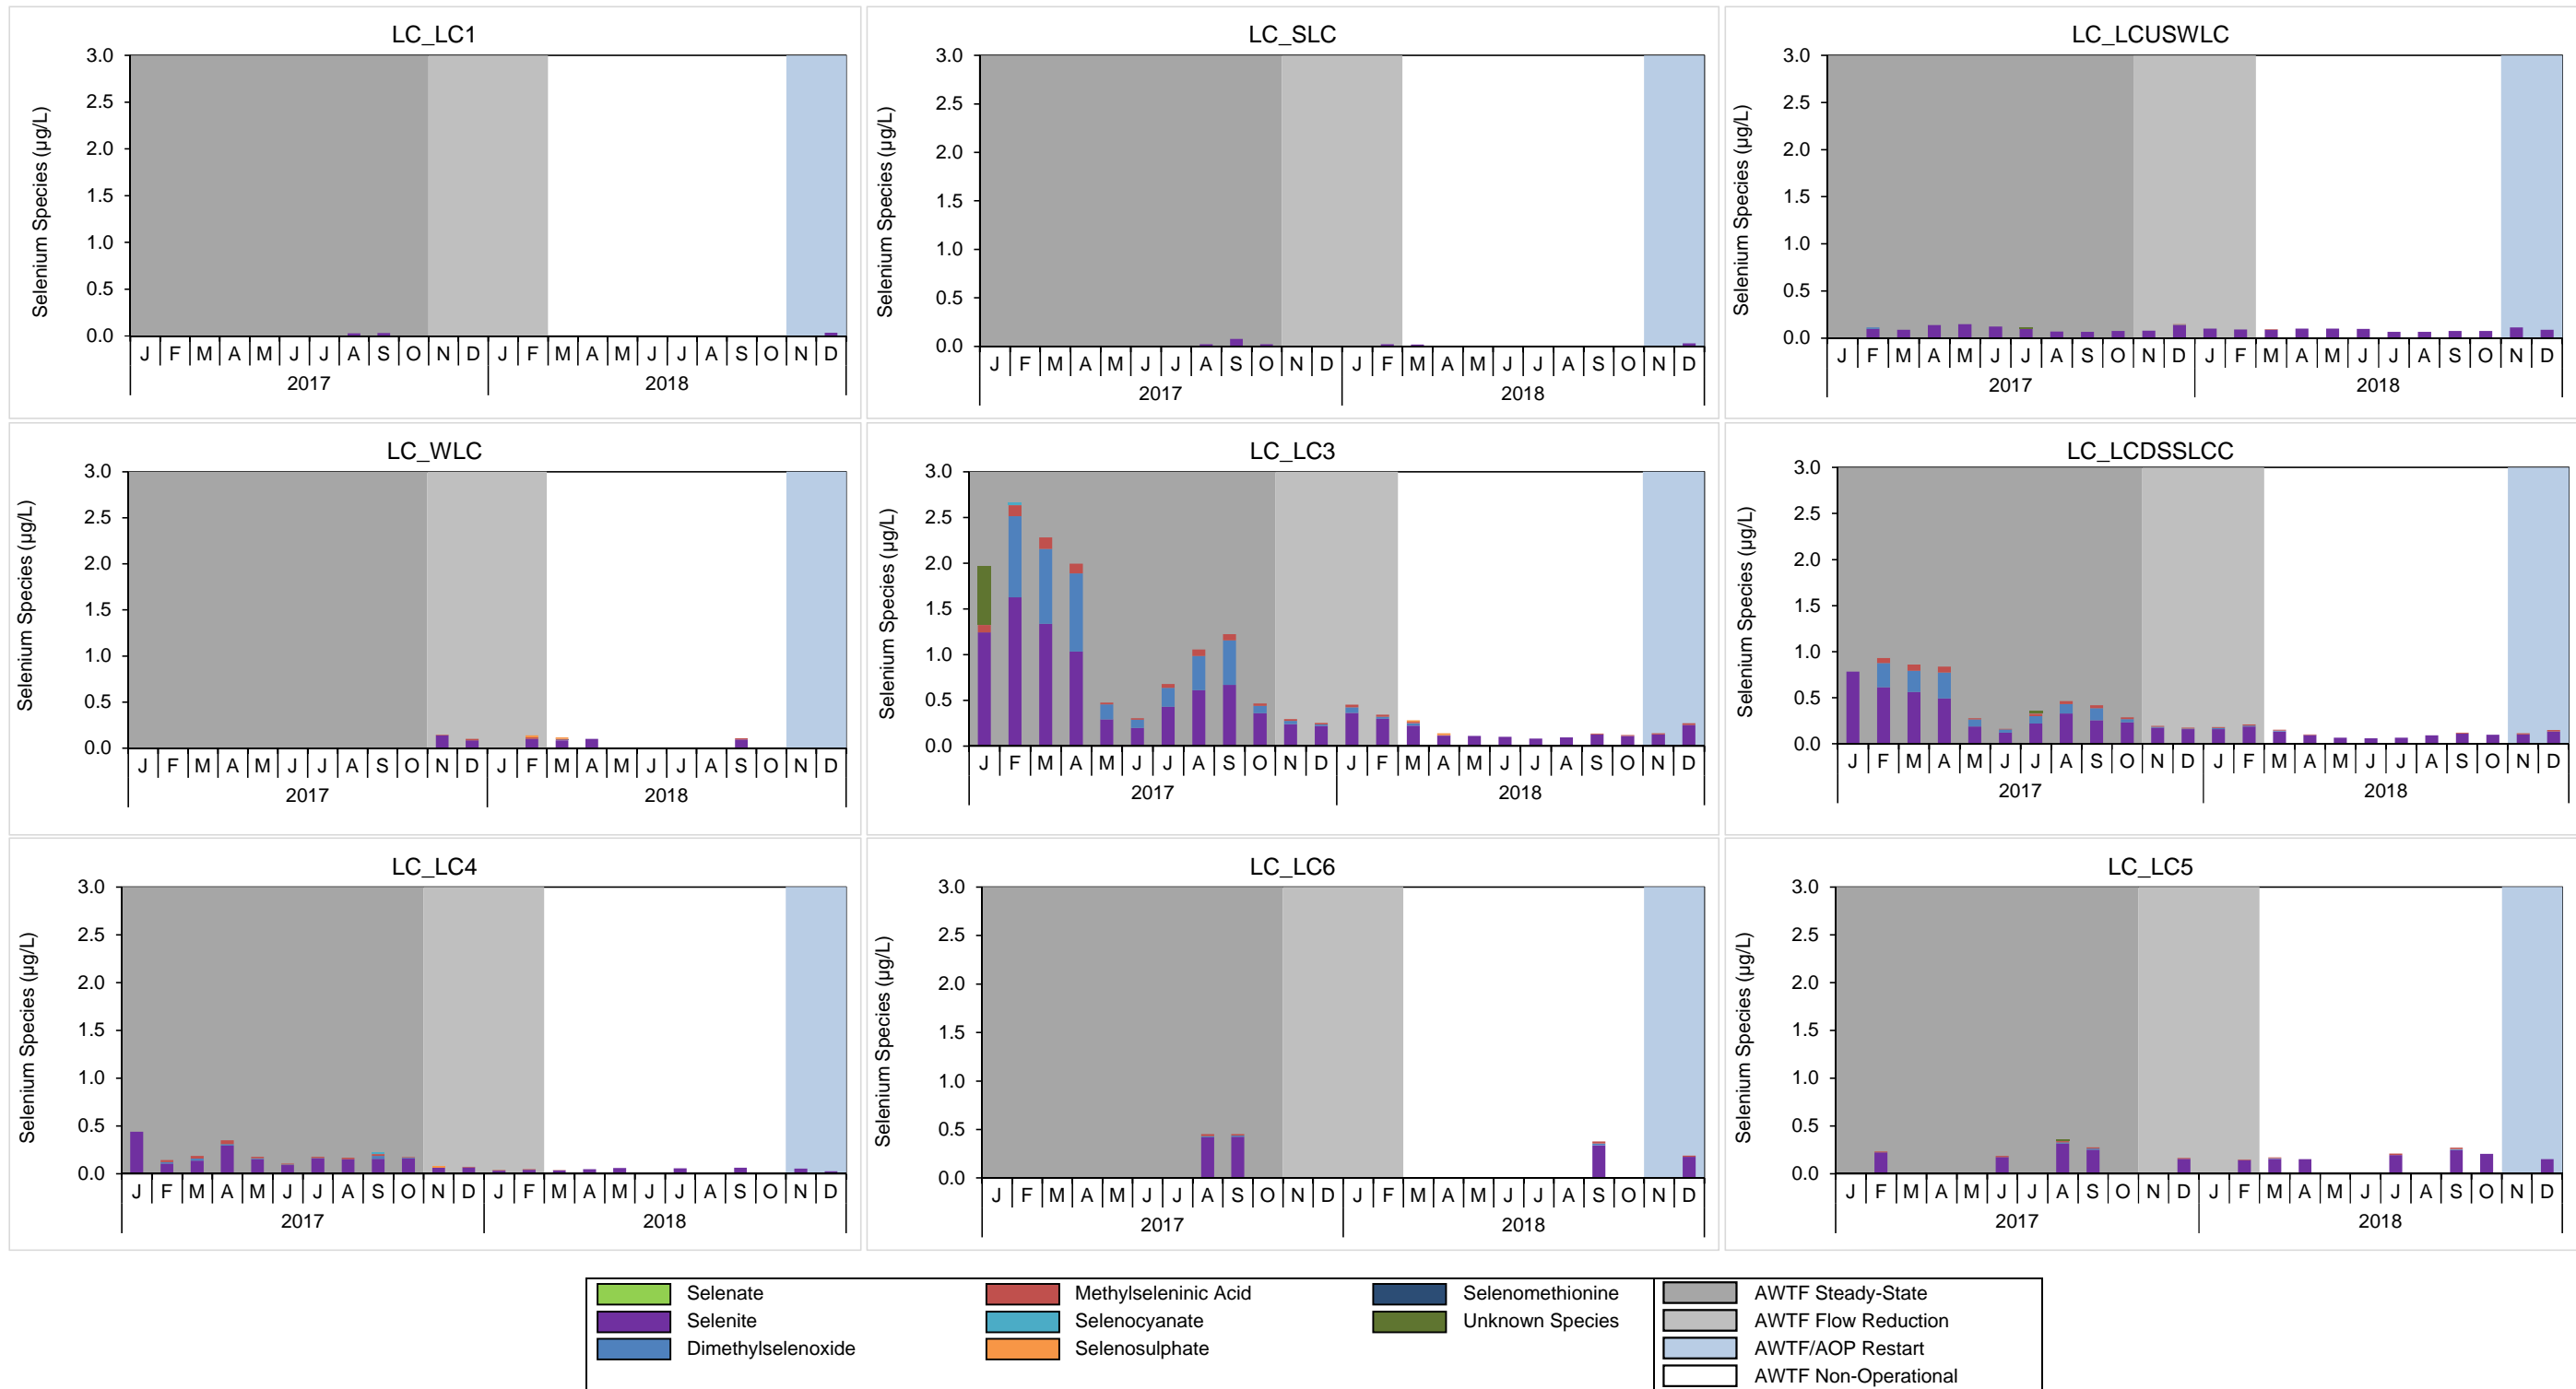 LC_LC1
Selenium Species (µg/L)
3.0
2.5
2.0
1.5
1.0
0.5
0.0
J F M A M J J A S O N D J F M A M J J A S O N D
2017 2018
LC_SLC
Selenium Species (µg/L)
3.0
2.5
2.0
1.5
1.0
0.5
0.0
J F M A M J J A S O N D J F M A M J J A S O N D
2017 2018
LC_LCUSWLC
Selenium Species (µg/L)
3.0
2.5
2.0
1.5
1.0
0.5
0.0
J F M A M J J A S O N D J F M A M J J A S O N D
2017 2018
LC_WLC
Selenium Species (µg/L)
3.0
2.5
2.0
1.5
1.0
0.5
0.0
J F M A M J J A S O N D J F M A M J J A S O N D
2017 2018
LC_LC3
Selenium Species (µg/L)
3.0
2.5
2.0
1.5
1.0
0.5
0.0
J F M A M J J A S O N D J F M A M J J A S O N D
2017 2018
LC_LCDSSLCC
Selenium Species (µg/L)
3.0
2.5
2.0
1.5
1.0
0.5
0.0
J F M A M J J A S O N D J F M A M J J A S O N D
2017 2018
LC_LC4
Selenium Species (µg/L)
3.0
2.5
2.0
1.5
1.0
0.5
0.0
J F M A M J J A S O N D J F M A M J J A S O N D
2017 2018
LC_LC6
Selenium Species (µg/L)
3.0
2.5
2.0
1.5
1.0
0.5
0.0
J F M A M J J A S O N D J F M A M J J A S O N D
2017 2018
LC_LC5
Selenium Species (µg/L)
3.0
2.5
2.0
1.5
1.0
0.5
0.0
J F M A M J J A S O N D J F M A M J J A S O N D
2017 2018
Selenate
Selenite
Dimethylselenoxide
Methylseleninic Acid
Selenocyanate
Selenosulphate
Selenomethionine
Unknown Species
AWTF Steady-State
AWTF Flow Reduction
AWTF/AOP Restart
AWTF Non-Operational